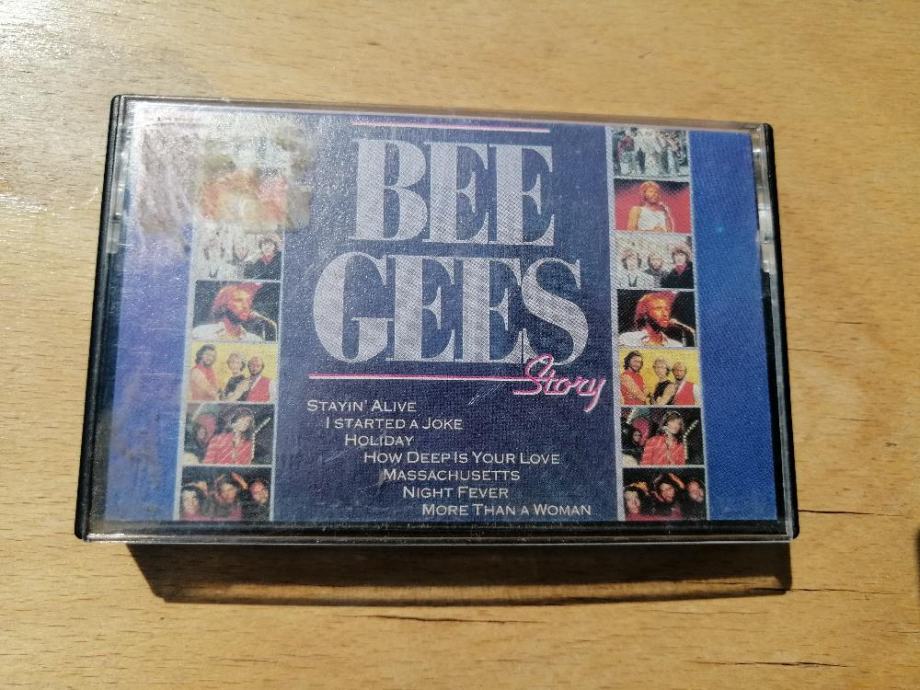 BEE
GEES
Story
STAYIN' ALIVE
I STARTED A JOKE
HOLIDAY
HOW DEEP IS YOUR LOVE
MASSACHUSETTS
NIGHT FEVER
MORE THAN A WOMAN